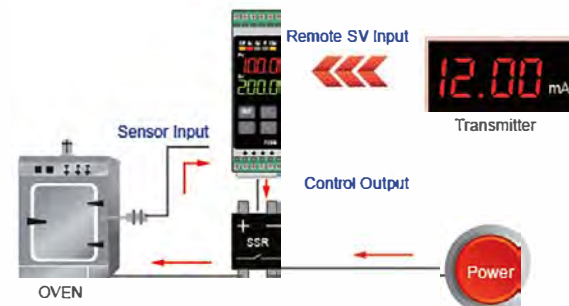 Remote SV Input
100.0
200.0
12.00 mA
Transmitter
Sensor Input
Control Output
+ −
SSR
Power
OVEN